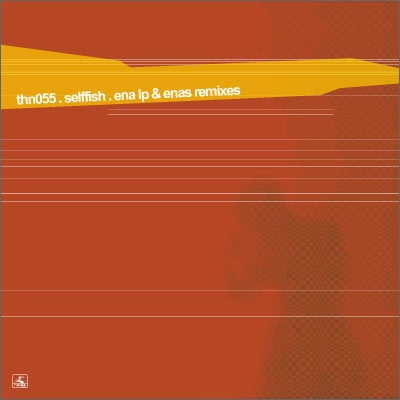 thn055 . selffish . ena lp & enas remixes